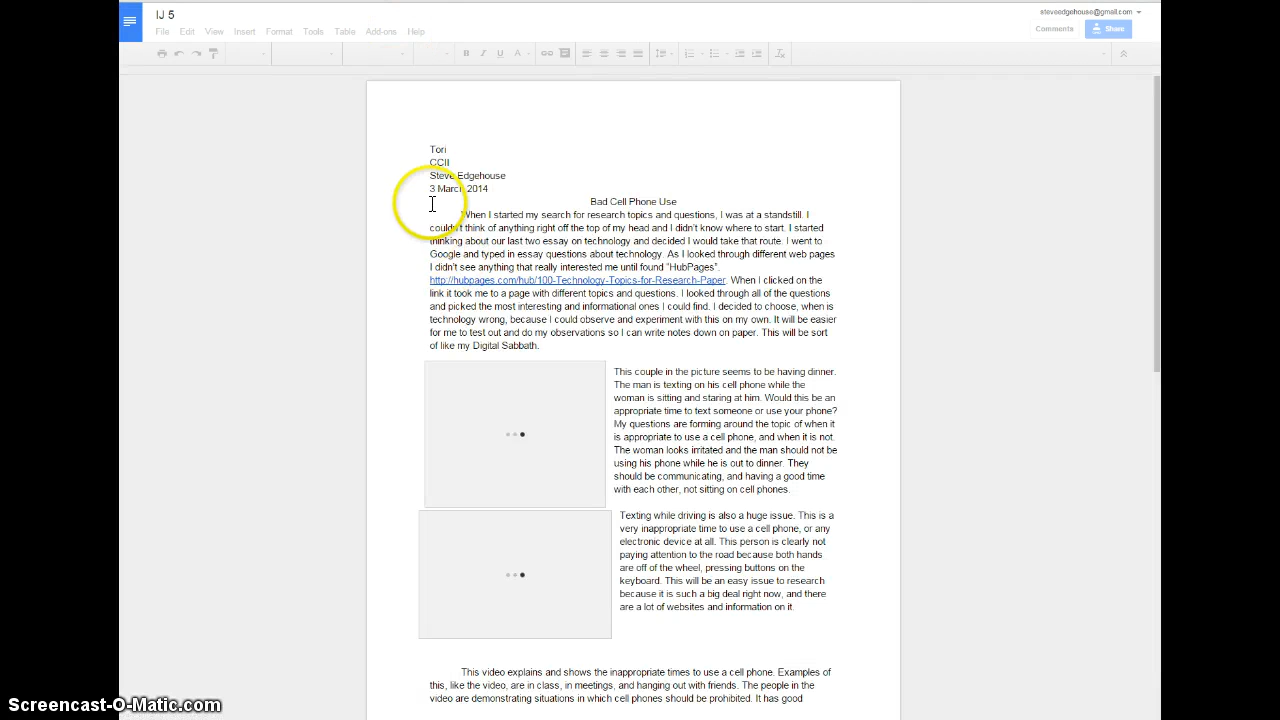 IJ 5
steveedgehouse@gmail.com
File Edit View Insert Format Tools Table Add-ons Help
Comments Share
Tori
CCII
Steve Edgehouse
3 March 2014
Bad Cell Phone Use
When I started my search for research topics and questions, I was at a standstill. I
couldn't think of anything right off the top of my head and I didn't know where to start. I started
thinking about our last two essay on technology and decided I would take that route. I went to
Google and typed in essay questions about technology. As I looked through different web pages
I didn't see anything that really interested me until found “HubPages”.
http://hubpages.com/hub/100-Technology-Topics-for-Research-Paper. When I clicked on the
link it took me to a page with different topics and questions. I looked through all of the questions
and picked the most interesting and informational ones I could find. I decided to choose, when is
technology wrong, because I could observe and experiment with this on my own. It will be easier
for me to test out and do my observations so I can write notes down on paper. This will be sort
of like my Digital Sabbath.
This couple in the picture seems to be having dinner.
The man is texting on his cell phone while the
woman is sitting and staring at him. Would this be an
appropriate time to text someone or use your phone?
My questions are forming around the topic of when it
is appropriate to use a cell phone, and when it is not.
The woman looks irritated and the man should not be
using his phone while he is out to dinner. They
should be communicating, and having a good time
with each other, not sitting on cell phones.
Texting while driving is also a huge issue. This is a
very inappropriate time to use a cell phone, or any
electronic device at all. This person is clearly not
paying attention to the road because both hands
are off of the wheel, pressing buttons on the
keyboard. This will be an easy issue to research
because it is such a big deal right now, and there
are a lot of websites and information on it.
This video explains and shows the inappropriate times to use a cell phone. Examples of
this, like the video, are in class, in meetings, and hanging out with friends. The people in the
video are demonstrating situations in which cell phones should be prohibited. It has good
Screencast-O-Matic.com